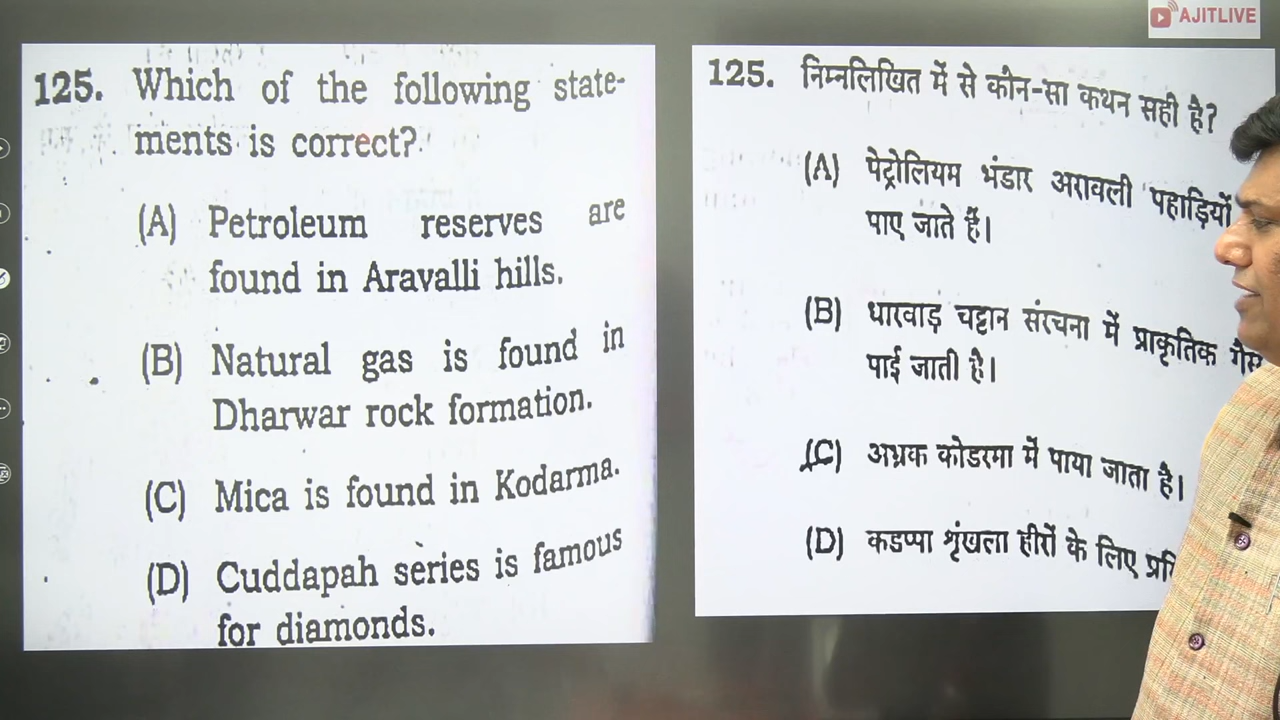 AJITLIVE
125. Which of the following state-
ments is correct?
(A) Petroleum reserves are
found in Aravalli hills.
(B) Natural gas is found in
Dharwar rock formation.
(C) Mica is found in Kodarma.
(D) Cuddapah series is famous
for diamonds.
125. निम्नलिखित में से कौन-सा कथन सही है?
(A) पेट्रोलियम भंडार अरावली पहाड़ियों
पाए जाते हैं।
(B) धारवाड़ चट्टान संरचना में प्राकृतिक गैस
पाई जाती है।
(C) अभ्रक कोडरमा में पाया जाता है।
(D) कडप्पा शृंखला हीरों के लिए